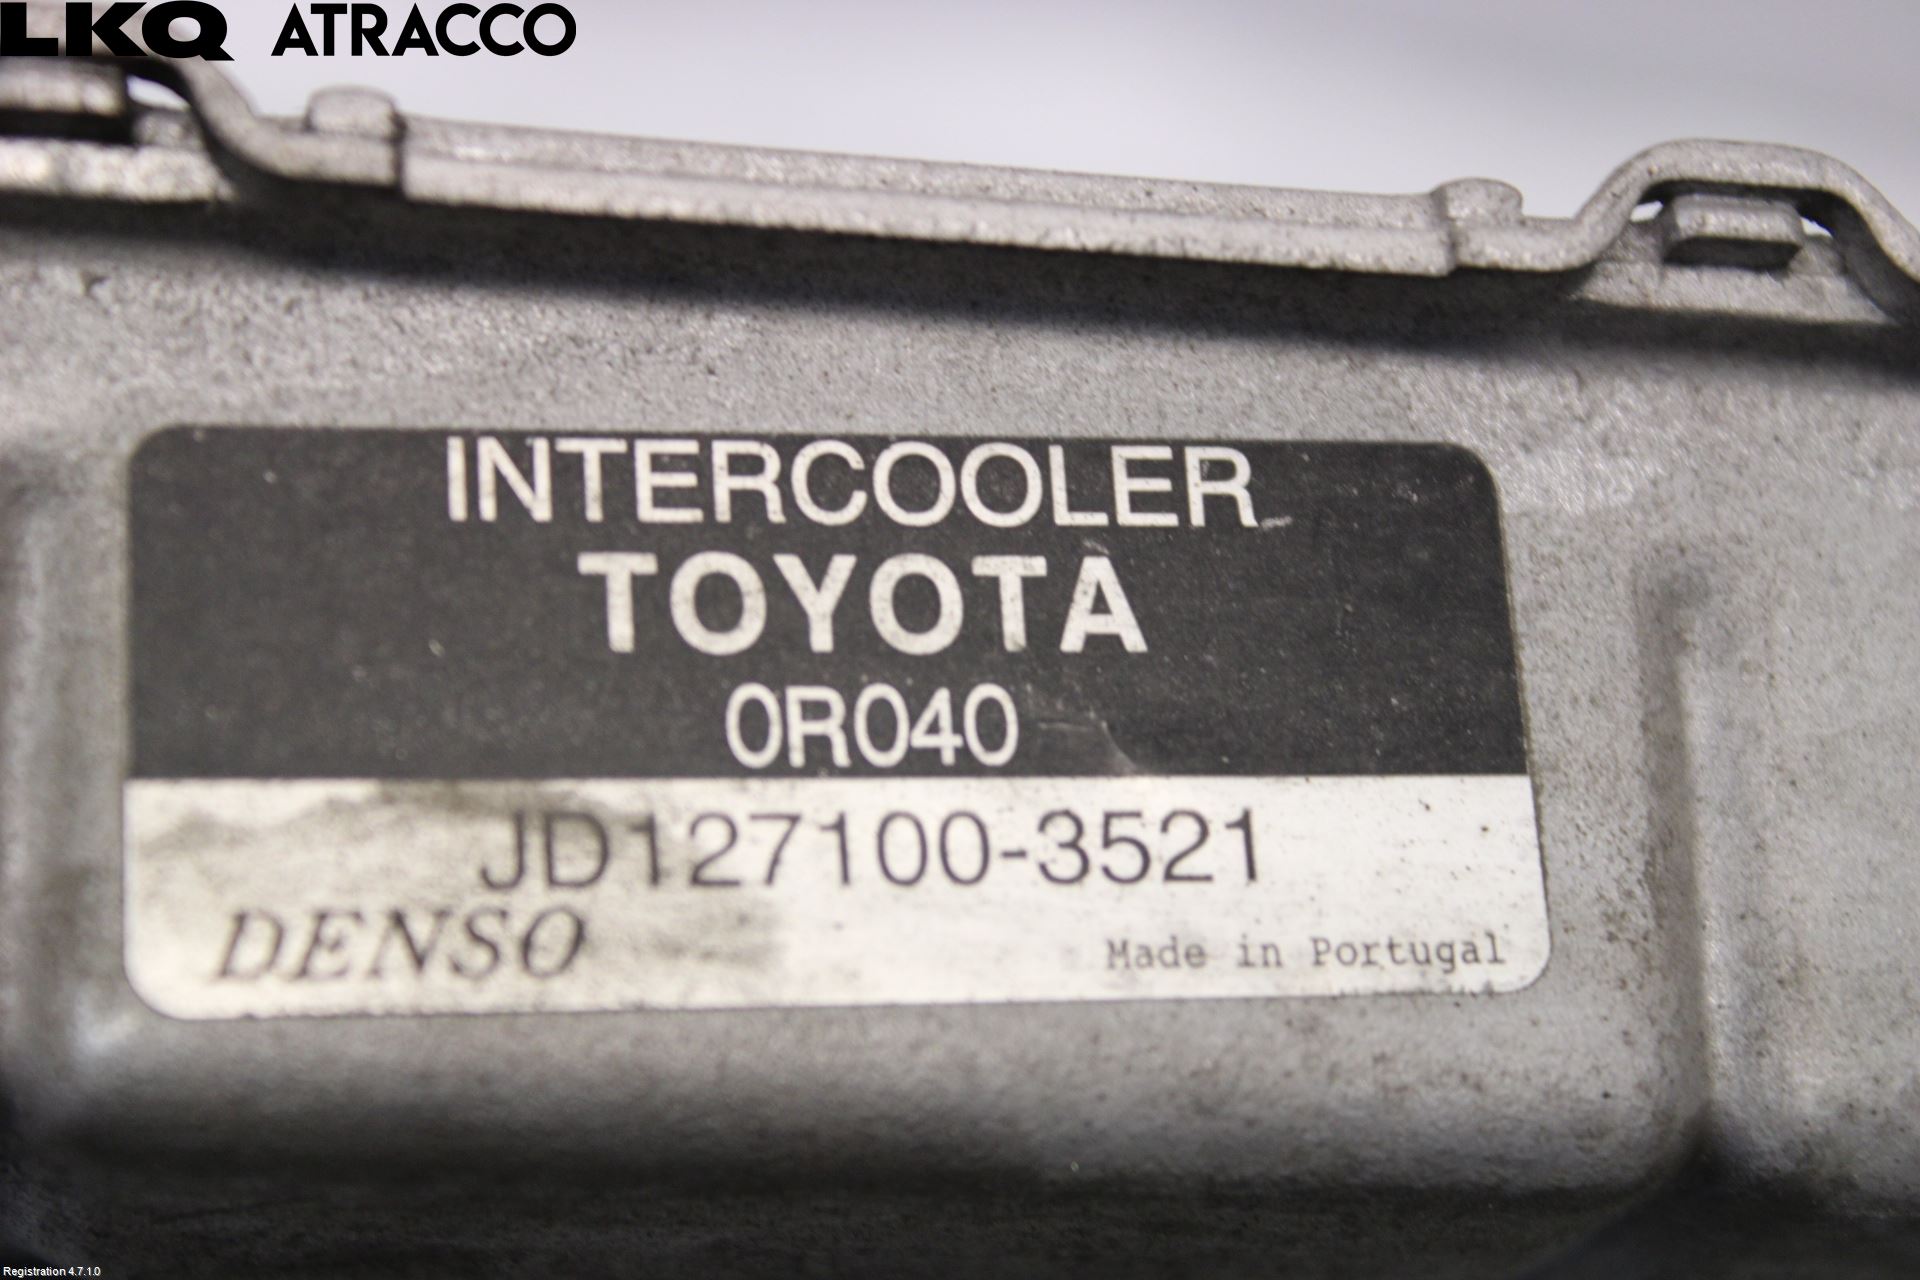 LKQ ATRACCO
INTERCOOLER
TOYOTA
0R040
JD127100-3521
DENSO
Made in Portugal
Registration 4.7.1.0